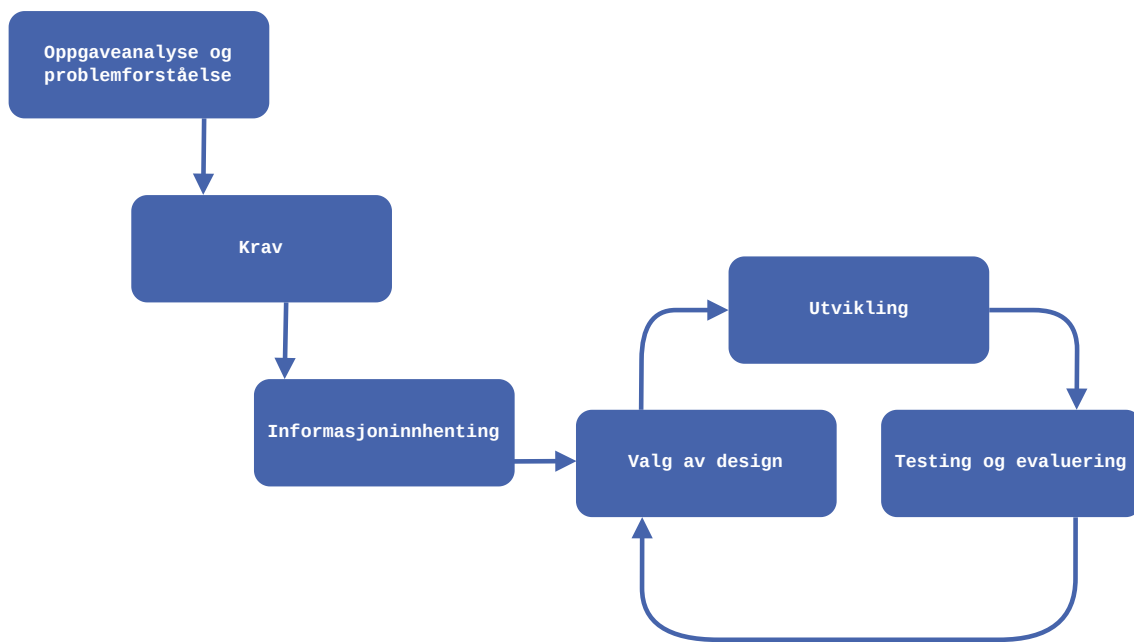 Oppgaveanalyse og
problemforståelse
Krav
Informasjoninnhenting
Utvikling
Valg av design
Testing og evaluering